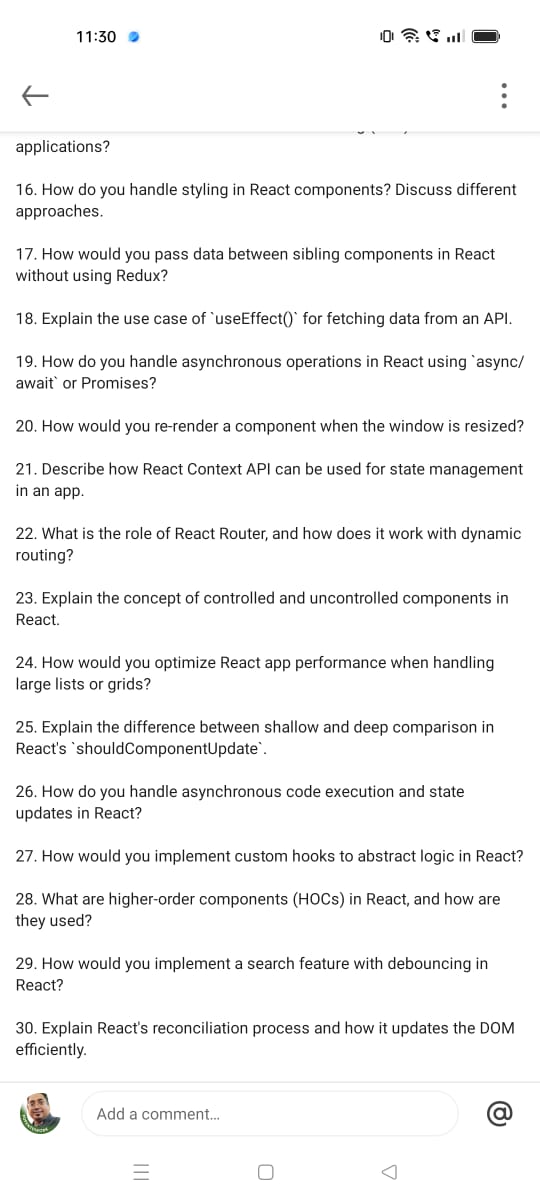 11:30
applications?
16. How do you handle styling in React components? Discuss different
approaches.
17. How would you pass data between sibling components in React
without using Redux?
18. Explain the use case of `useEffect()` for fetching data from an API.
19. How do you handle asynchronous operations in React using `async/
await` or Promises?
20. How would you re-render a component when the window is resized?
21. Describe how React Context API can be used for state management
in an app.
22. What is the role of React Router, and how does it work with dynamic
routing?
23. Explain the concept of controlled and uncontrolled components in
React.
24. How would you optimize React app performance when handling
large lists or grids?
25. Explain the difference between shallow and deep comparison in
React's `shouldComponentUpdate`.
26. How do you handle asynchronous code execution and state
updates in React?
27. How would you implement custom hooks to abstract logic in React?
28. What are higher-order components (HOCs) in React, and how are
they used?
29. How would you implement a search feature with debouncing in
React?
30. Explain React's reconciliation process and how it updates the DOM
efficiently.
Add a comment...
@